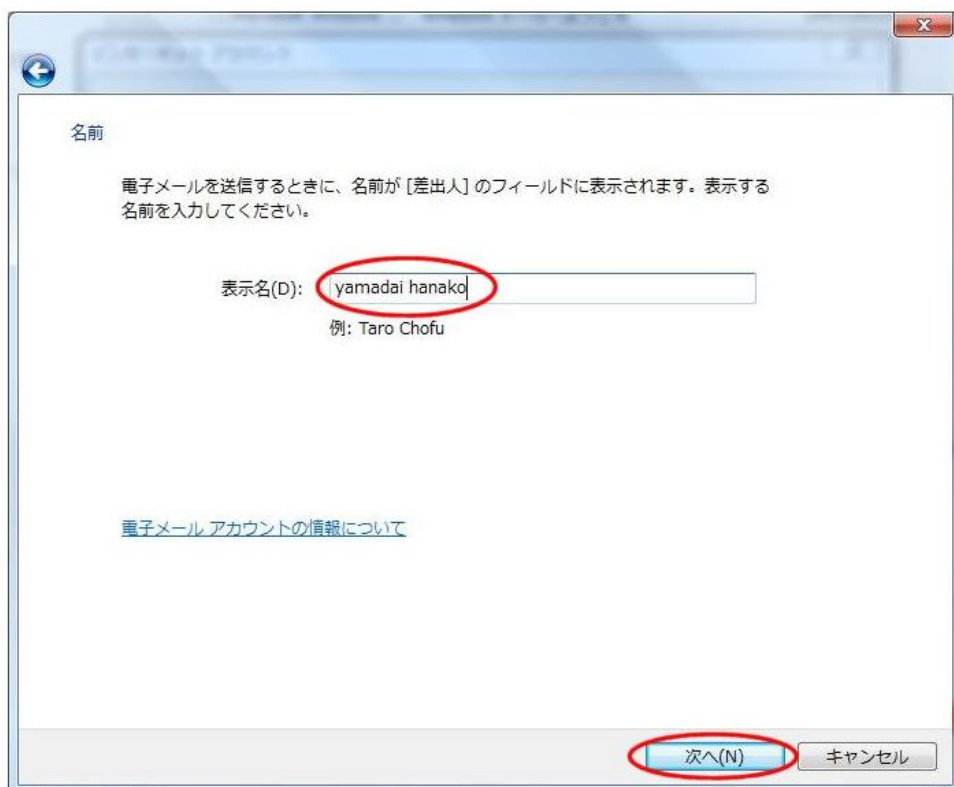 名前
電子メールを送信するときに、名前が [差出人] のフィールドに表示されます。表示する
名前を入力してください。
表示名(D): yamadai hanako
例: Taro Chofu
電子メール アカウントの情報について
次へ(N) キャンセル